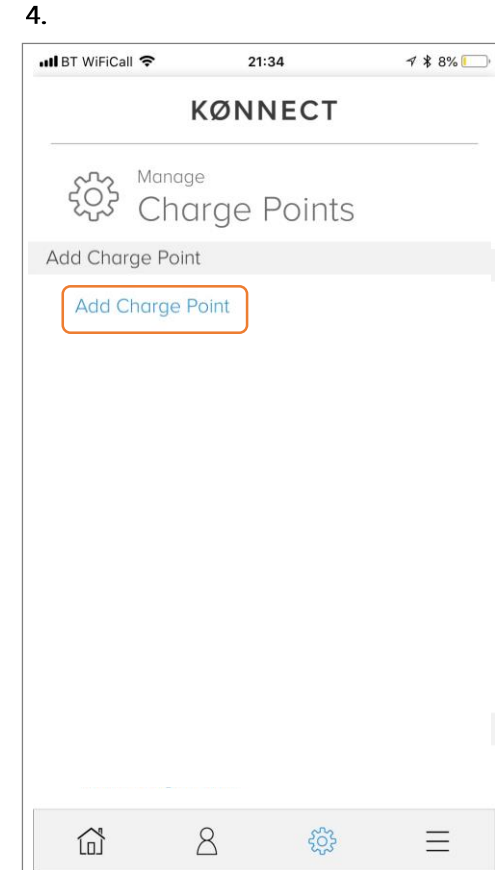 4.
BT WiFiCall 21:34 8%
KØNNECT
Manage
Charge Points
Add Charge Point
Add Charge Point